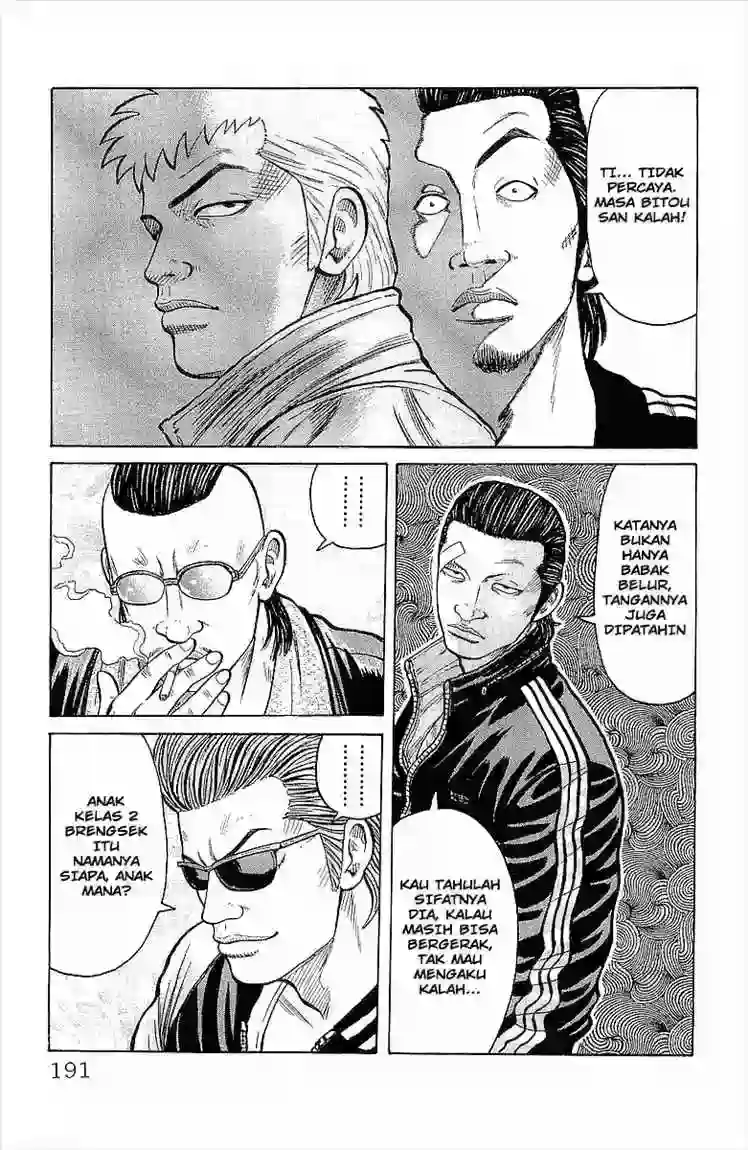 TI... TIDAK
PERCAYA.
MASA BITOU
SAN KALAH!
KATANYA
BUKAN
HANYA
BABAK
BELUR,
TANGANNYA
JUGA
DIPATAHIN
KAU TAHULAH
SIFATNYA
DIA, KALAU
MASIH BISA
BERGERAK,
TAK MAU
MENGAKU
KALAH...
......
......
......
......
ANAK
KELAS 2
BRENGSEK
ITU
NAMANYA
SIAPA, ANAK
MANA?
191